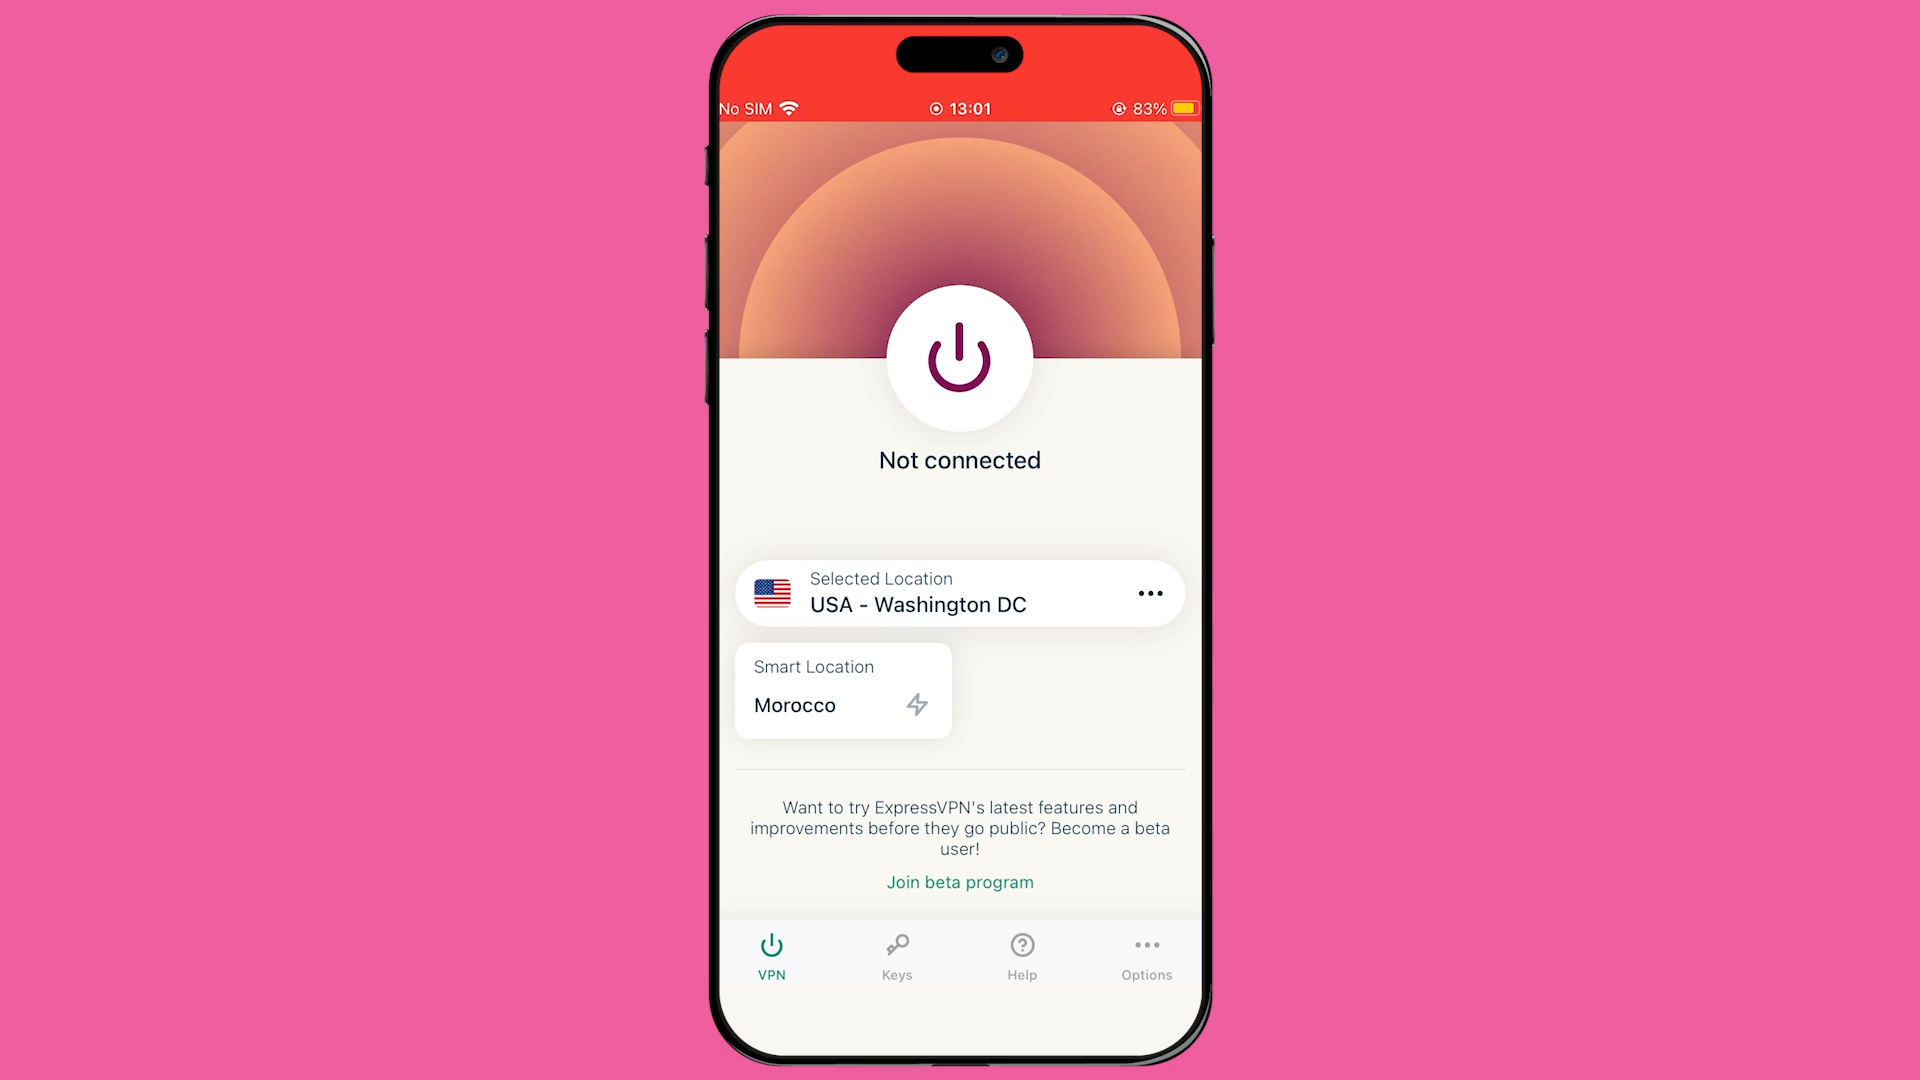 No SIM 13:01 83%
Not connected
Selected Location
USA - Washington DC
Smart Location
Morocco
Want to try ExpressVPN's latest features and
improvements before they go public? Become a beta
user!
Join beta program
VPN Keys Help Options